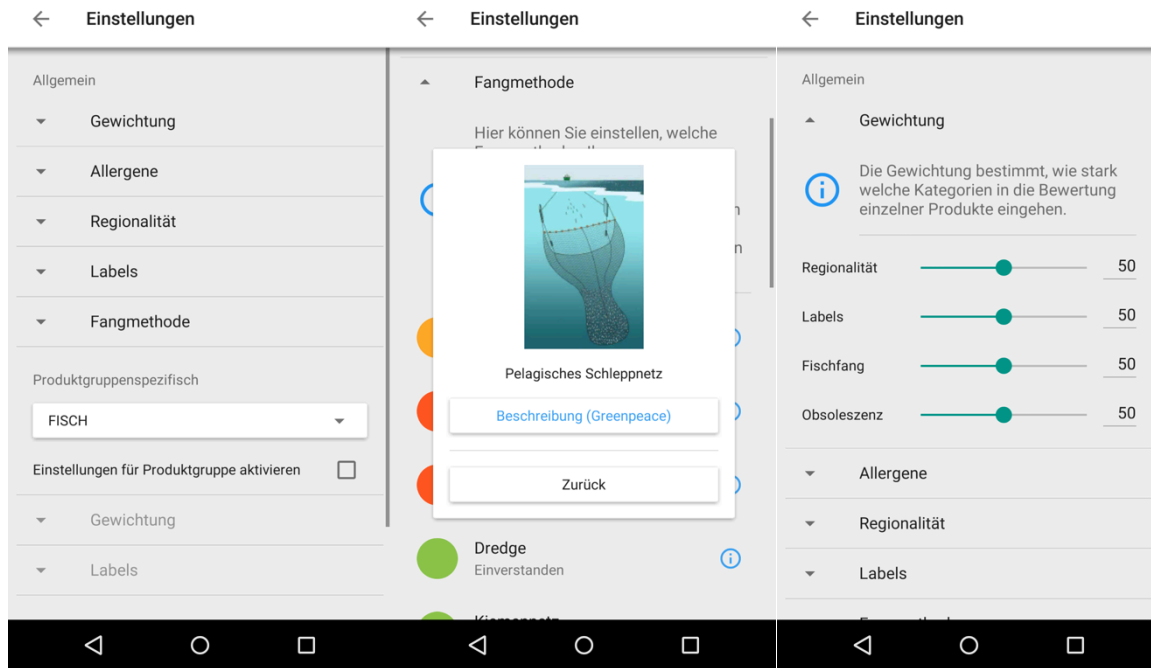 Einstellungen
Allgemein
Gewichtung
Allergene
Regionalität
Labels
Fangmethode
Produktgruppenspezifisch
FISCH
Einstellungen für Produktgruppe aktivieren
Gewichtung
Labels
Einstellungen
Fangmethode
Hier können Sie einstellen, welche
Pelagisches Schleppnetz
Beschreibung (Greenpeace)
Zurück
Dredge
Einverstanden
Einstellungen
Allgemein
Gewichtung
Die Gewichtung bestimmt, wie stark
welche Kategorien in die Bewertung
einzelner Produkte eingehen.
Regionalität 50
Labels 50
Fischfang 50
Obsoleszenz 50
Allergene
Regionalität
Labels